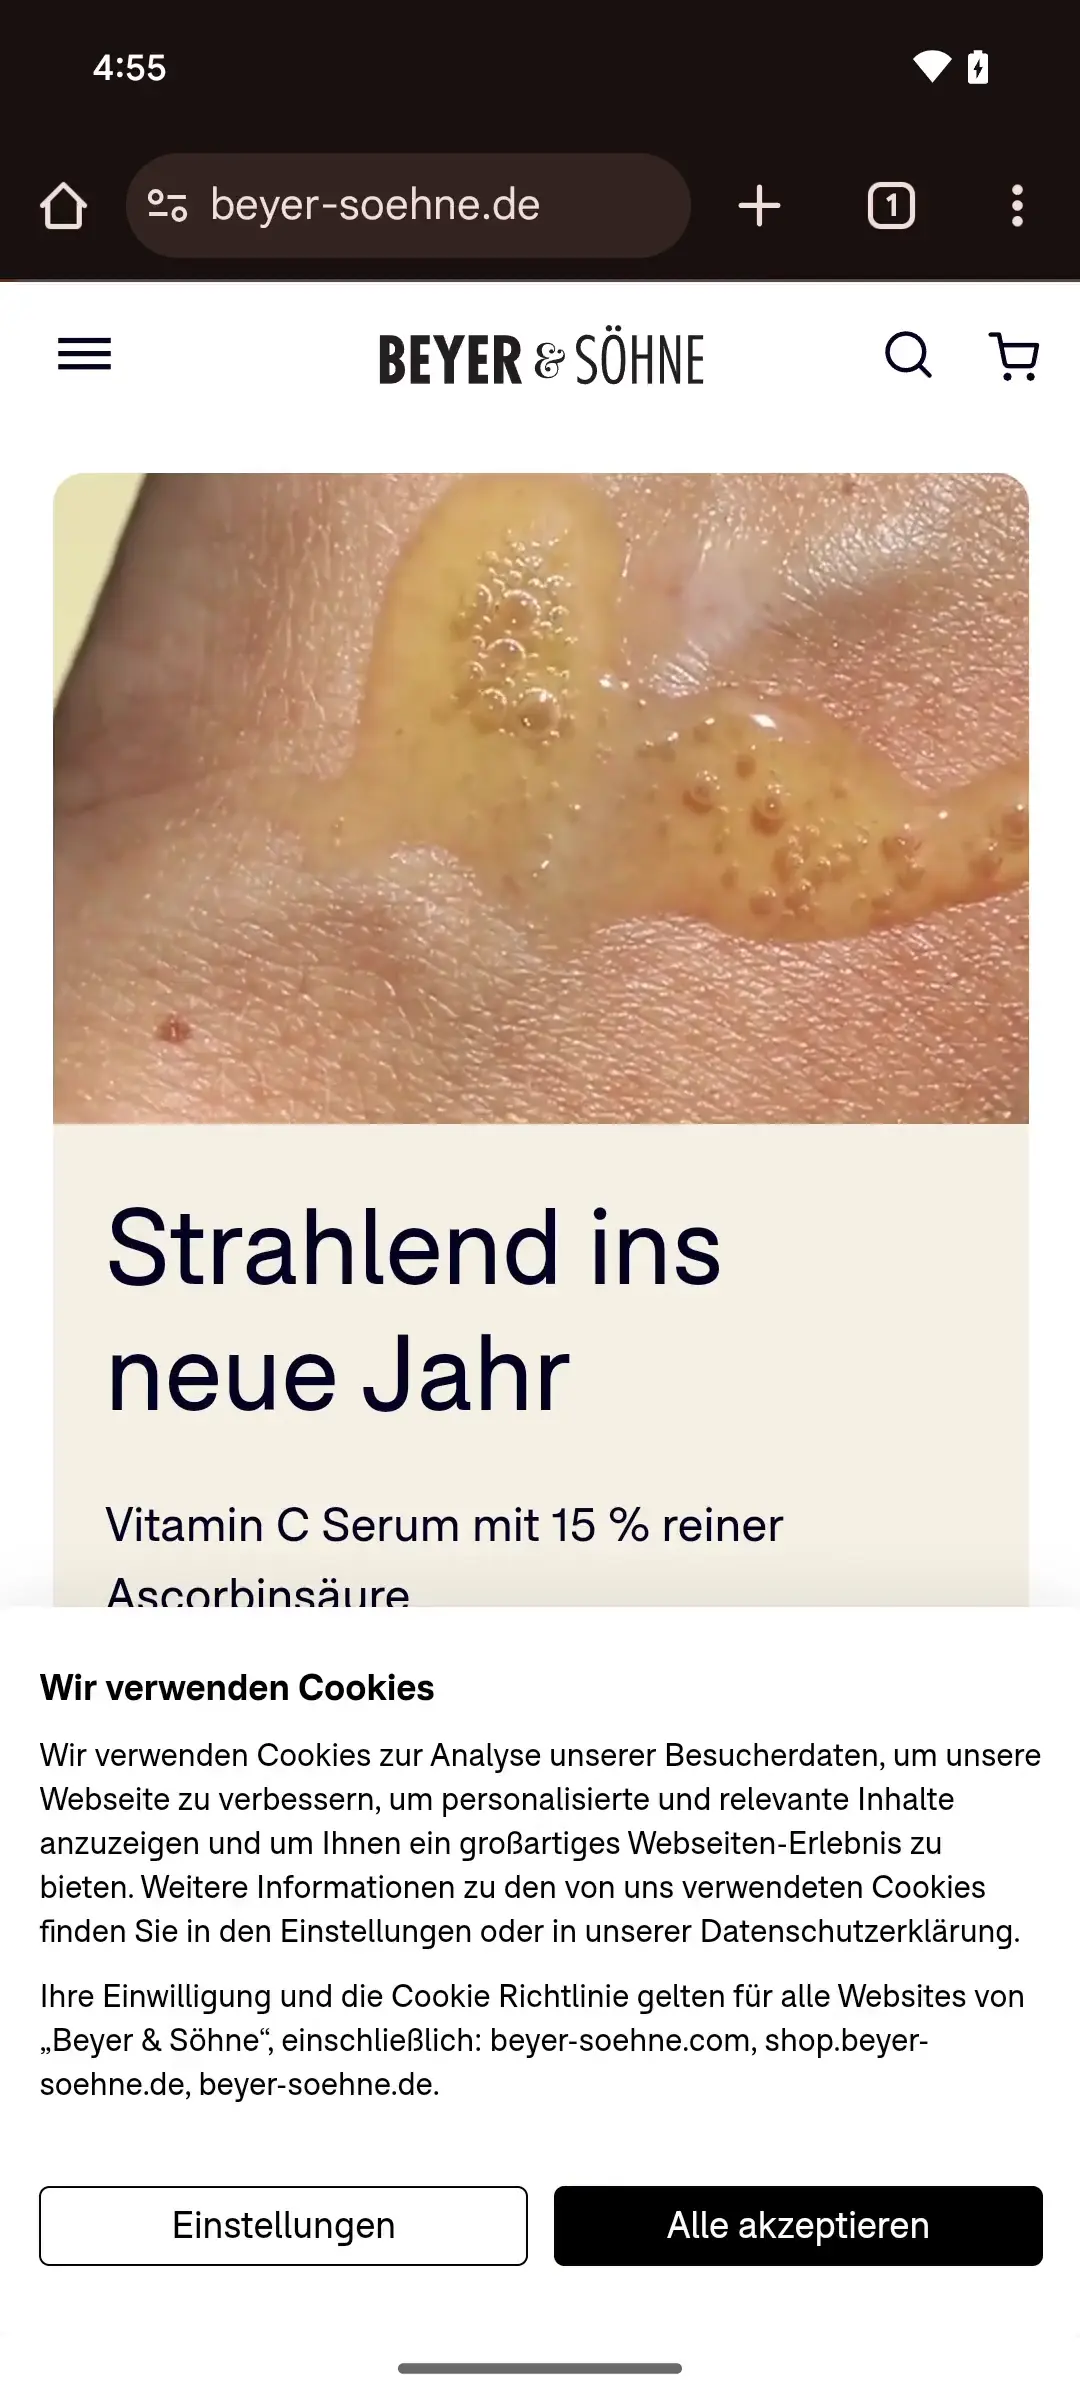 4:55
beyer-soehne.de
1
BEYER & SÖHNE
Strahlend ins
neue Jahr
Vitamin C Serum mit 15 % reiner
Ascorbinsäure
Wir verwenden Cookies
Wir verwenden Cookies zur Analyse unserer Besucherdaten, um unsere
Webseite zu verbessern, um personalisierte und relevante Inhalte
anzuzeigen und um Ihnen ein großartiges Webseiten-Erlebnis zu
bieten. Weitere Informationen zu den von uns verwendeten Cookies
finden Sie in den Einstellungen oder in unserer Datenschutzerklärung.
Ihre Einwilligung und die Cookie Richtlinie gelten für alle Websites von
„Beyer & Söhne“, einschließlich: beyer-soehne.com, shop.beyer-
soehne.de, beyer-soehne.de.
Einstellungen
Alle akzeptieren